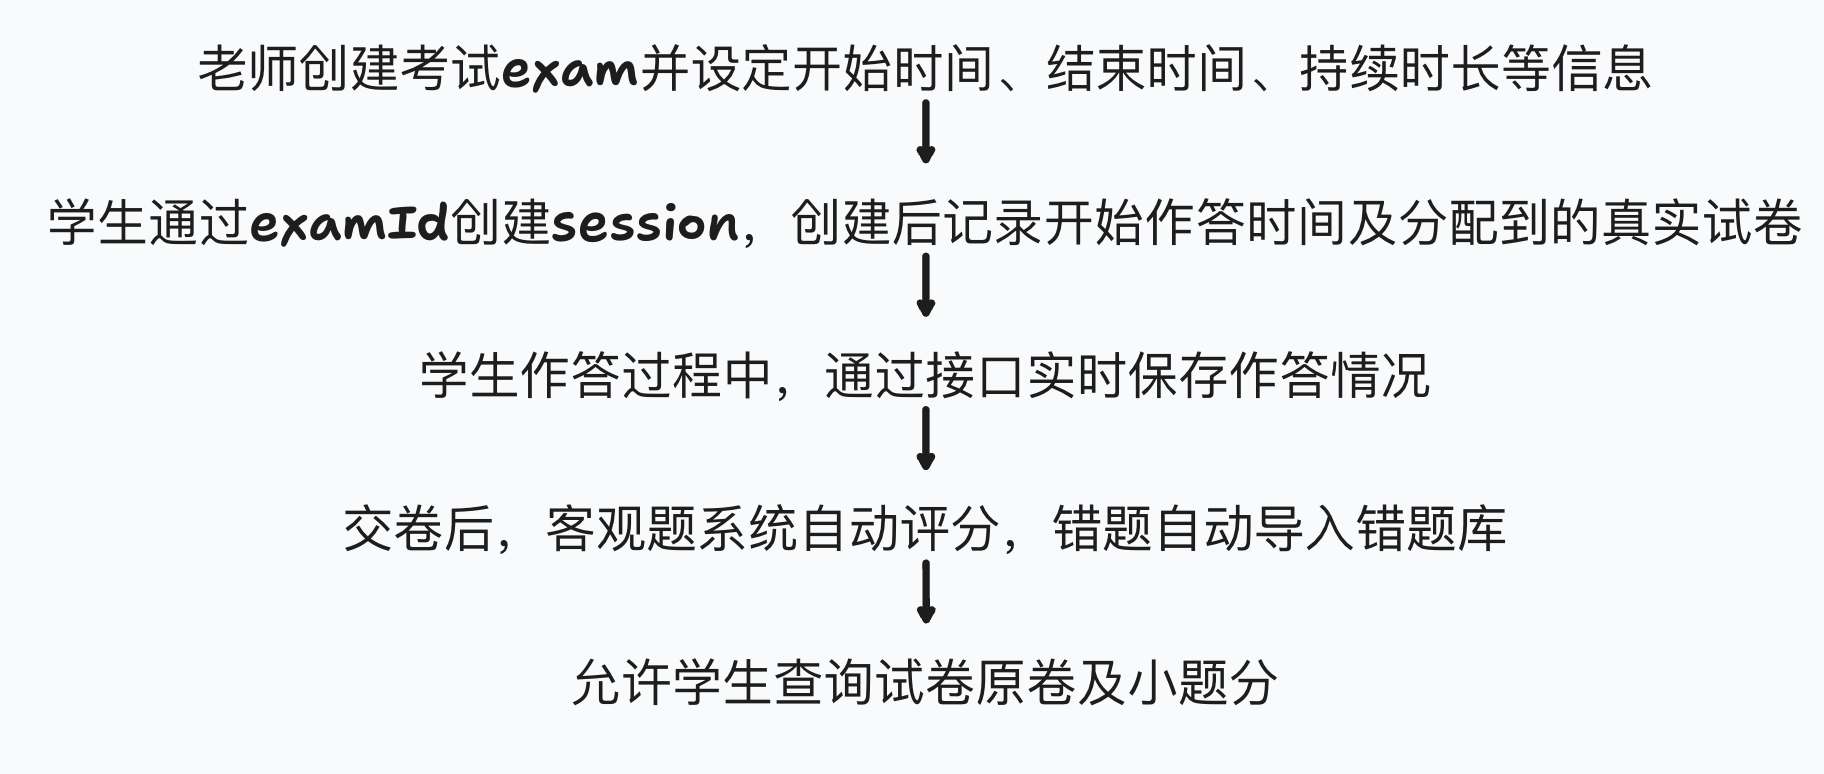 老师创建考试exam并设定开始时间、结束时间、持续时长等信息
学生通过examId创建session，创建后记录开始作答时间及分配到的真实试卷
学生作答过程中，通过接口实时保存作答情况
交卷后，客观题系统自动评分，错题自动导入错题库
允许学生查询试卷原卷及小题分